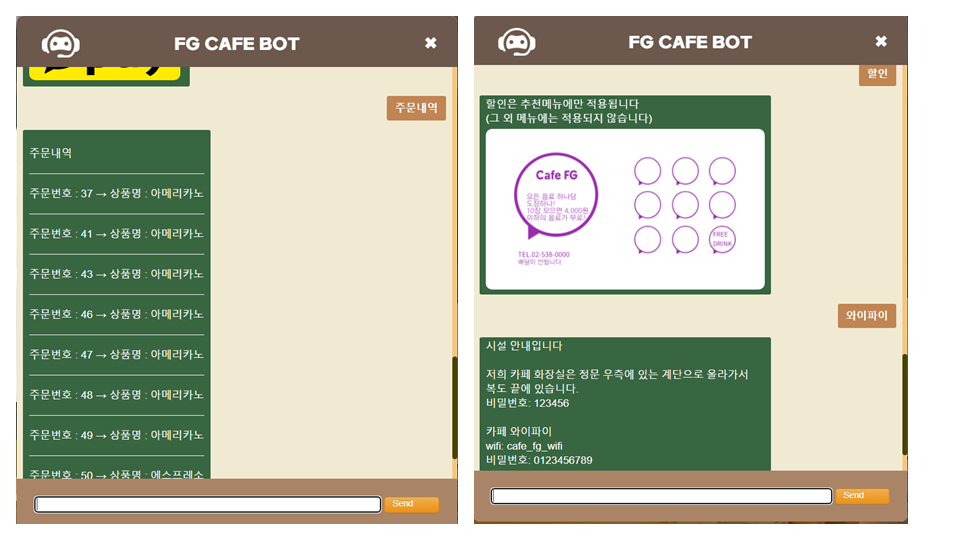 FG CAFE BOT
✖
주문내역
주문내역
주문번호 : 37 → 상품명 : 아메리카노
주문번호 : 41 → 상품명 : 아메리카노
주문번호 : 43 → 상품명 : 아메리카노
주문번호 : 46 → 상품명 : 아메리카노
주문번호 : 47 → 상품명 : 아메리카노
주문번호 : 48 → 상품명 : 아메리카노
주문번호 : 49 → 상품명 : 아메리카노
주문번호 : 50 → 상품명 : 에스프레소
Send
FG CAFE BOT
✖
할인
할인은 추천메뉴에만 적용됩니다
(그 외 메뉴에는 적용되지 않습니다)
Cafe FG
모든 음료 하나당
도장하나!
10장 모으면 4,000원
이하의 음료가 무료!
TEL.02-538-0000
배달이 안됩니다.
FREE
DRINK
와이파이
시설 안내입니다
저희 카페 화장실은 정문 우측에 있는 계단으로 올라가서
복도 끝에 있습니다.
비밀번호: 123456
카페 와이파이
wifi: cafe_fg_wifi
비밀번호: 0123456789
Send